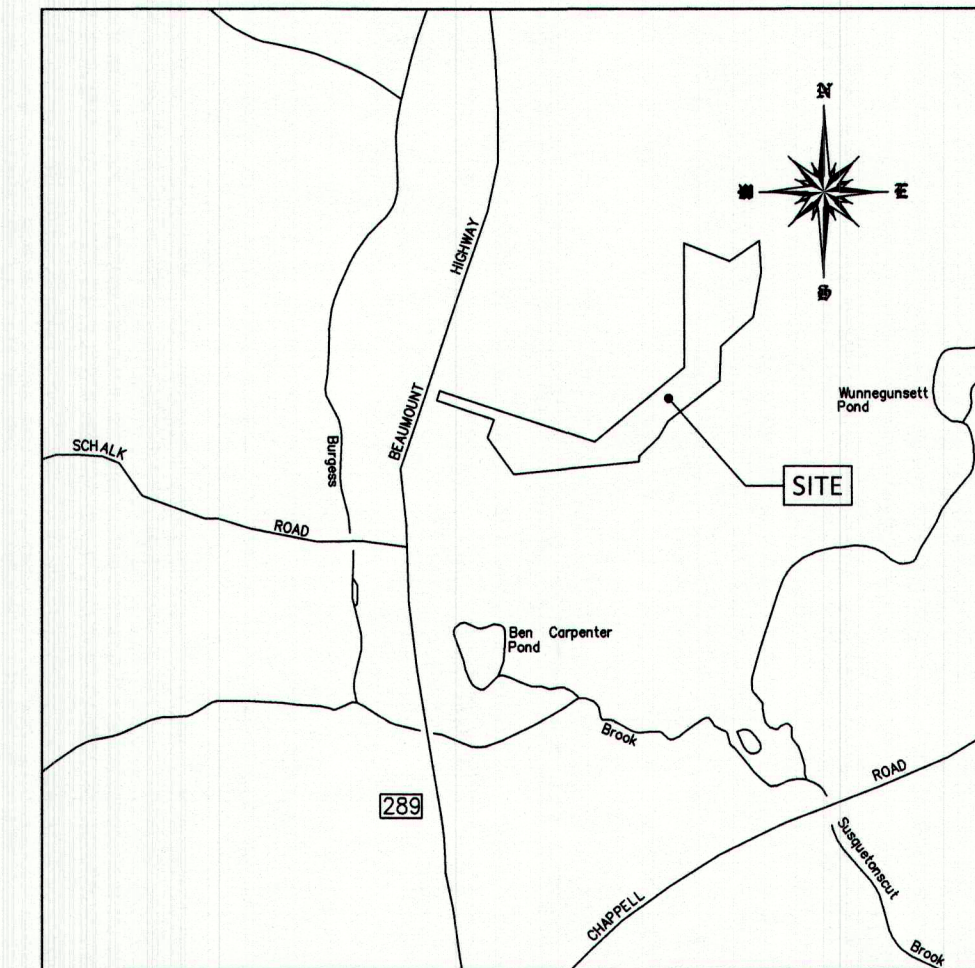 N
E
S
HIGHWAY
BEAUMOUNT
Wunnegunsett
Pond
SCHALK
ROAD
Burgess
SITE
Ben Carpenter
Pond
Brook
ROAD
289
Susquetonscut
CHAPPELL
Brook